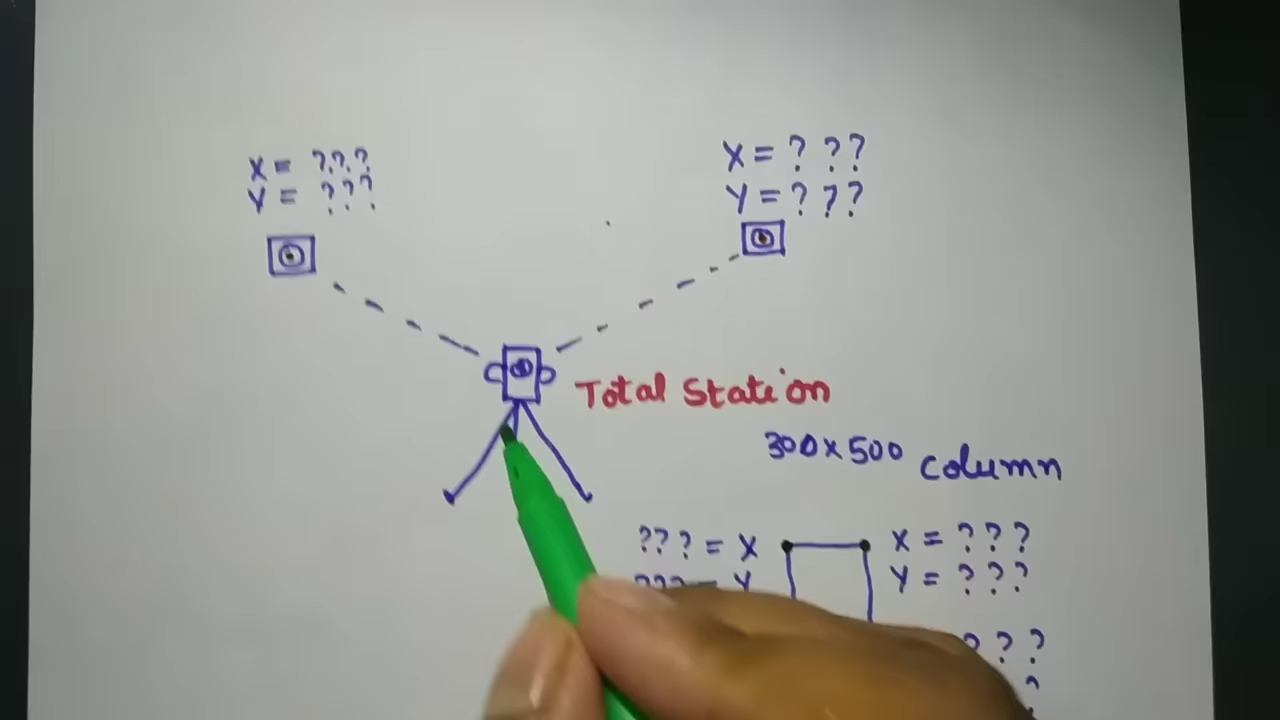 X = ???
Y = ???
X = ? ??
Y = ? ??
Total Station
300x500 column
?? ? = X
X = ? ? ?
??? = Y
Y = ? ? ?
? ? ?
?